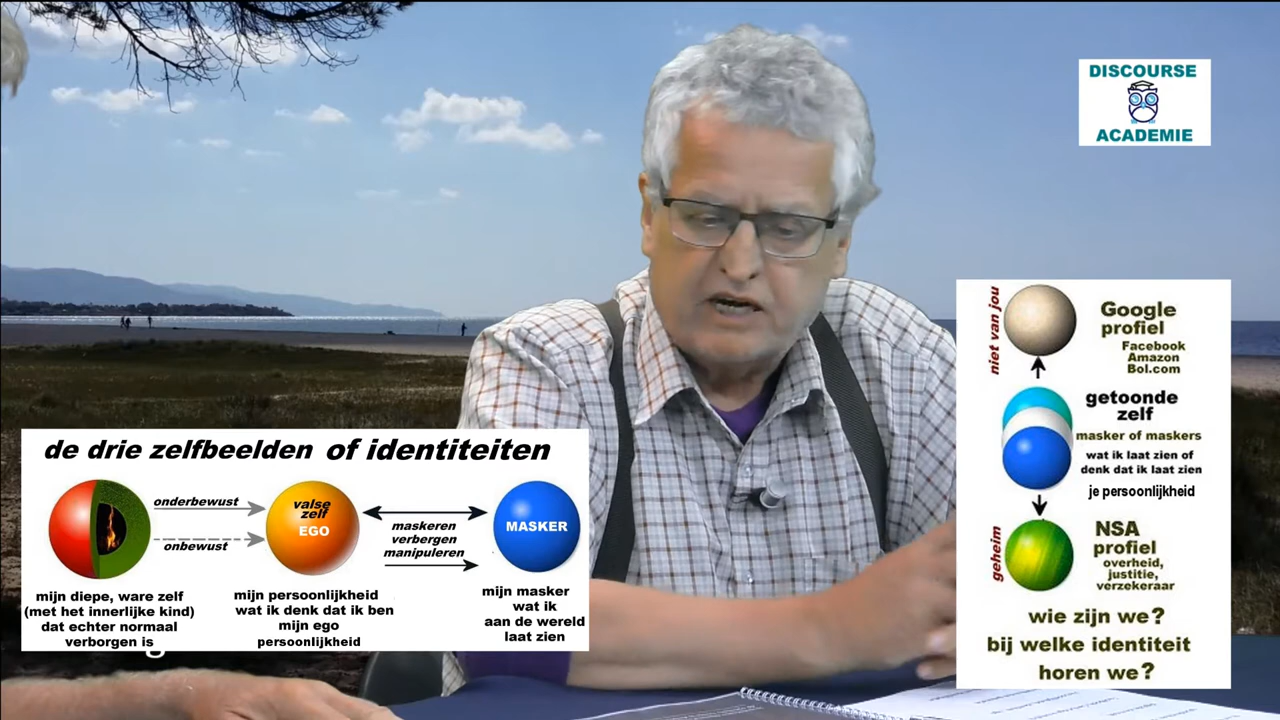 DISCOURSE
ACADEMIE
de drie zelfbeelden of identiteiten
onderbewust
onbewust
valse
zelf
EGO
maskeren
verbergen
manipuleren
MASKER
mijn diepe, ware zelf
(met het innerlijke kind)
dat echter normaal
verborgen is
mijn persoonlijkheid
wat ik denk dat ik ben
mijn ego
persoonlijkheid
mijn masker
wat ik
aan de wereld
laat zien
niet van jou
Google
profiel
Facebook
Amazon
Bol.com
getoonde
zelf
masker of maskers
wat ik laat zien of
denk dat ik laat zien
je persoonlijkheid
geheim
NSA
profiel
overheid,
justitie,
verzekeraar
wie zijn we?
bij welke identiteit
horen we?